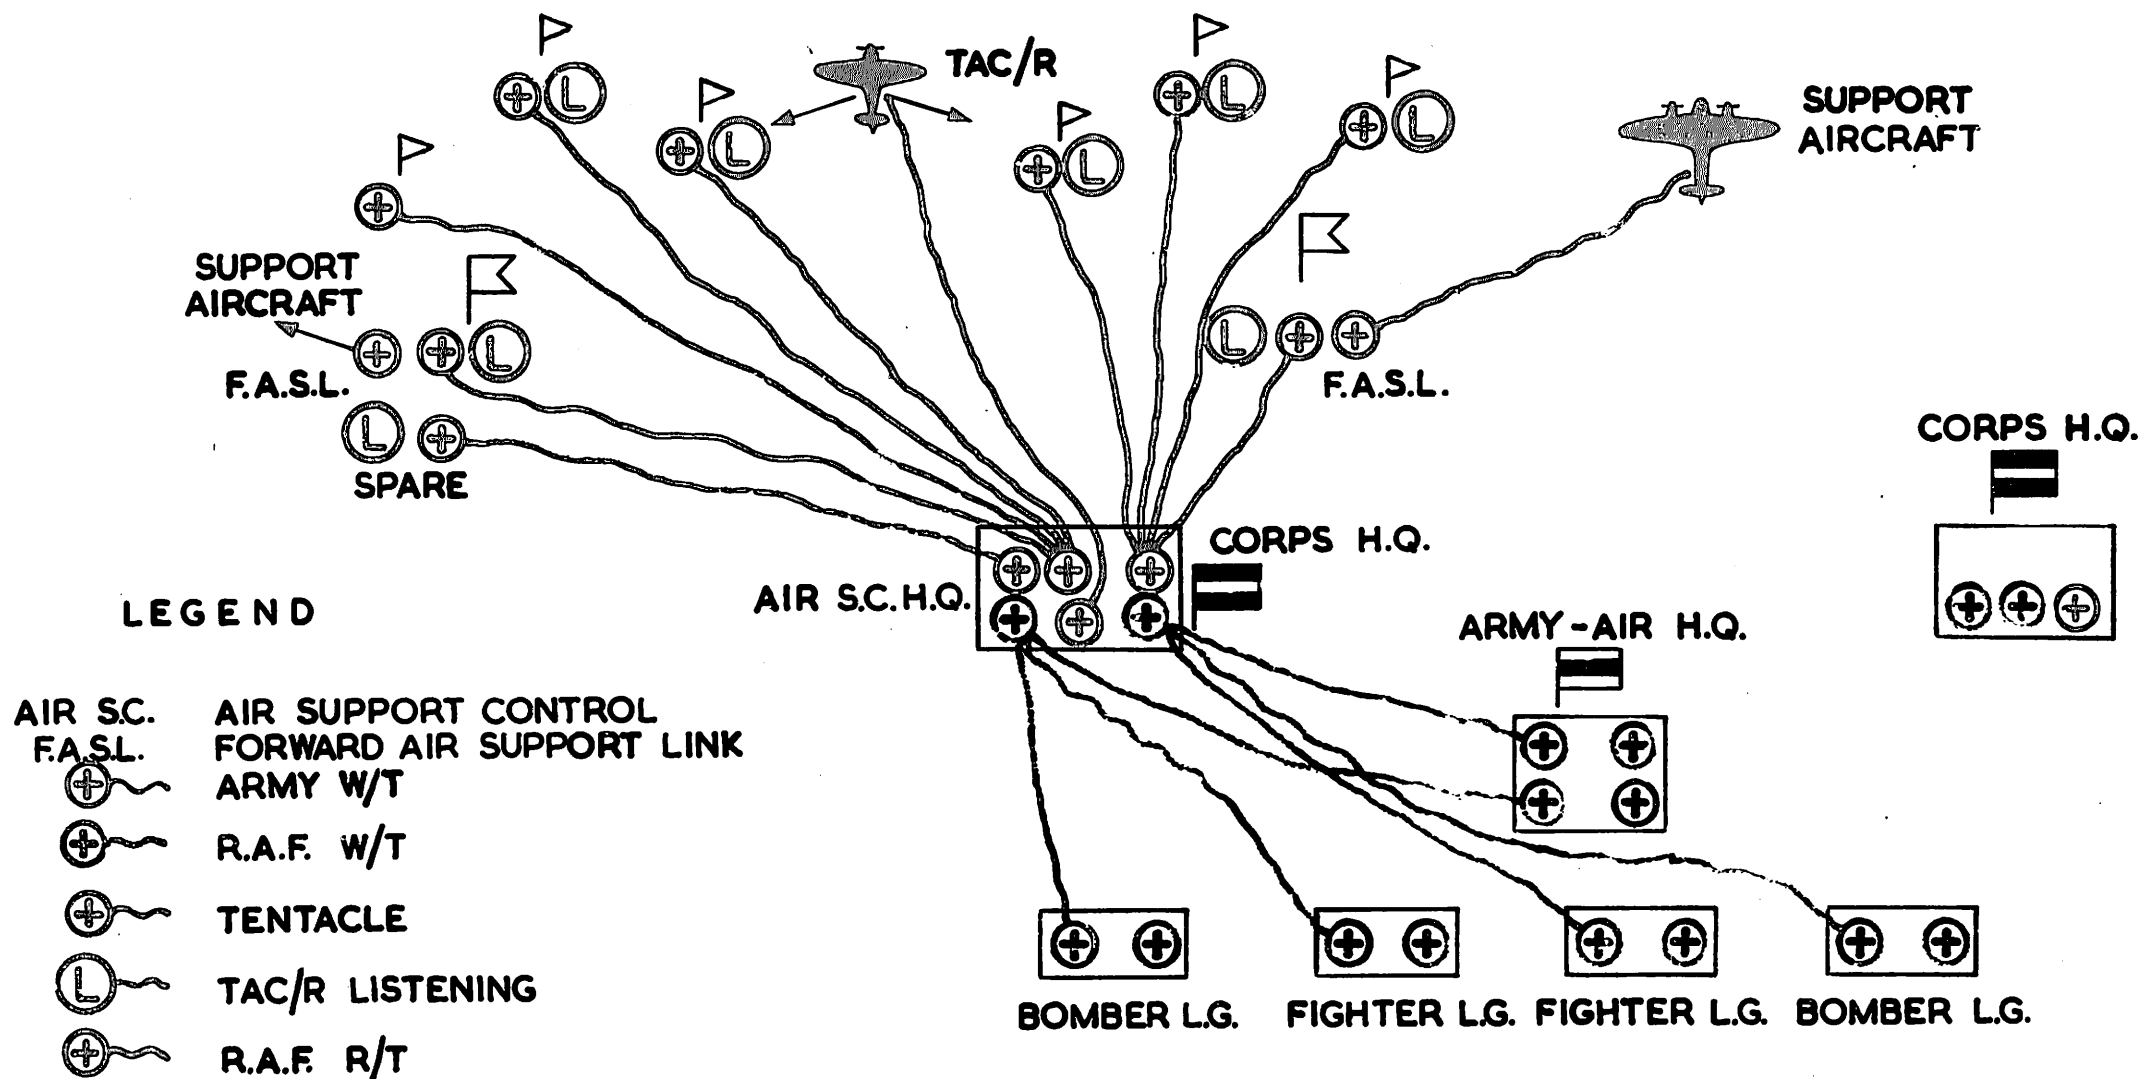 TAC/R
L
L
L
L
L
L
SUPPORT
AIRCRAFT
SUPPORT
AIRCRAFT
L
L
F.A.S.L.
F.A.S.L.
L
SPARE
CORPS H.Q.
CORPS H.Q.
AIR S.C.H.Q.
ARMY-AIR H.Q.
LEGEND
AIR S.C. AIR SUPPORT CONTROL
F.A.S.L. FORWARD AIR SUPPORT LINK
ARMY W/T
R.A.F. W/T
TENTACLE
L TAC/R LISTENING
R.A.F. R/T
BOMBER L.G. FIGHTER L.G. FIGHTER L.G. BOMBER L.G.